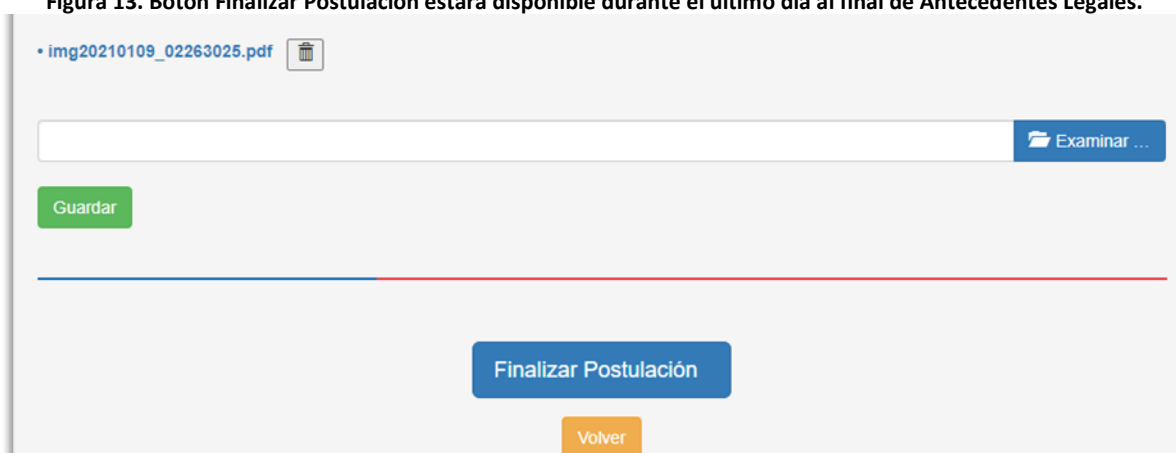 Figura 13. Botón Finalizar Postulación estará disponible durante el último día al final de Antecedentes Legales.
• img20210109_02263025.pdf
Examinar ...
Guardar
Finalizar Postulación
Volver